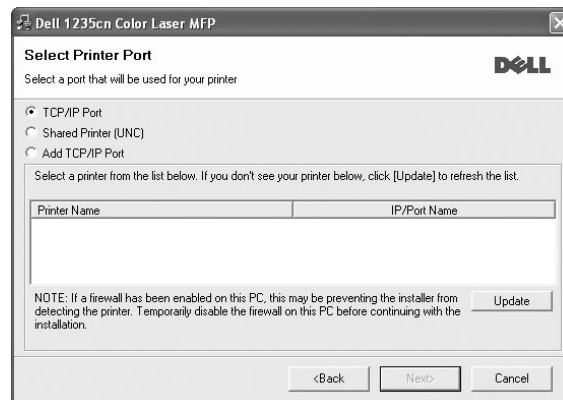 Dell 1235cn Color Laser MFP
Select Printer Port
Select a port that will be used for your printer
DELL
TCP/IP Port
Shared Printer (UNC)
Add TCP/IP Port
Select a printer from the list below. If you don't see your printer below, click [Update] to refresh the list.
Printer Name IP/Port Name
NOTE: If a firewall has been enabled on this PC, this may be preventing the installer from
detecting the printer. Temporarily disable the firewall on this PC before continuing with the
installation.
Update
<Back Next> Cancel